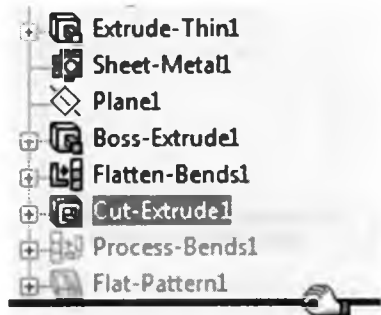 Extrude-Thin1
Sheet-Metal1
Plane1
Boss-Extrude1
Flatten-Bends1
Cut-Extrude1
Process-Bends1
Flat-Pattern1